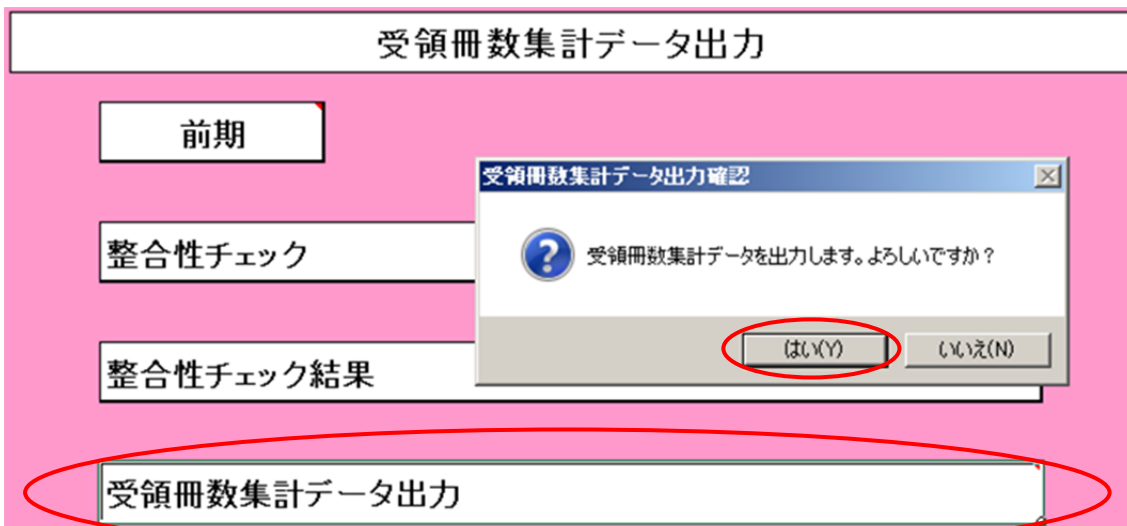 受領冊数集計データ出力
前期
受領冊数集計データ出力確認
整合性チェック
受領冊数集計データを出力します。よろしいですか？
はい(Y)
いいえ(N)
整合性チェック結果
受領冊数集計データ出力